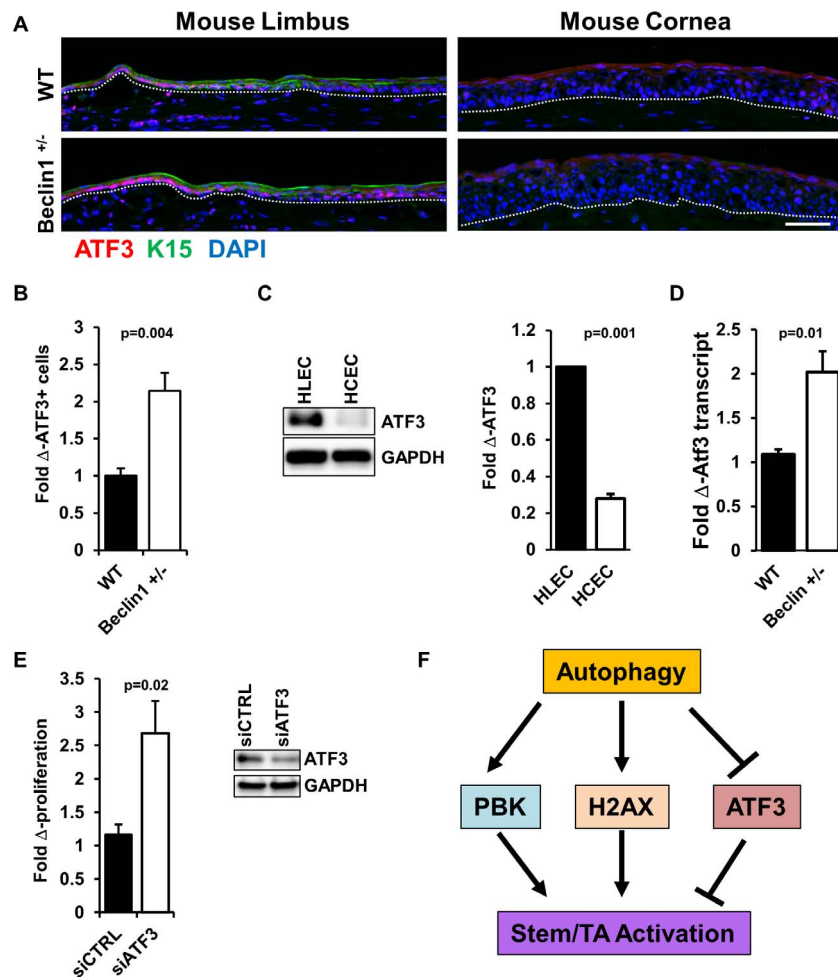 A
Mouse Limbus
Mouse Cornea
WT
Beclin1 +/-
ATF3 K15 DAPI
B
Fold Δ-ATF3+ cells
3
2.5
2
1.5
1
0.5
0
p=0.004
WT
Beclin1 +/-
C
HLEC
HCEC
ATF3
GAPDH
Fold Δ-ATF3
1.2
1
0.8
0.6
0.4
0.2
0
p=0.001
HLEC
HCEC
D
Fold Δ-Atf3 transcript
2.5
2
1.5
1
0.5
0
p=0.01
WT
Beclin +/-
E
Fold Δ-proliferation
3.5
3
2.5
2
1.5
1
0.5
0
p=0.02
siCTRL
siATF3
siCTRL
siATF3
ATF3
GAPDH
F
Autophagy
PBK
H2AX
ATF3
Stem/TA Activation